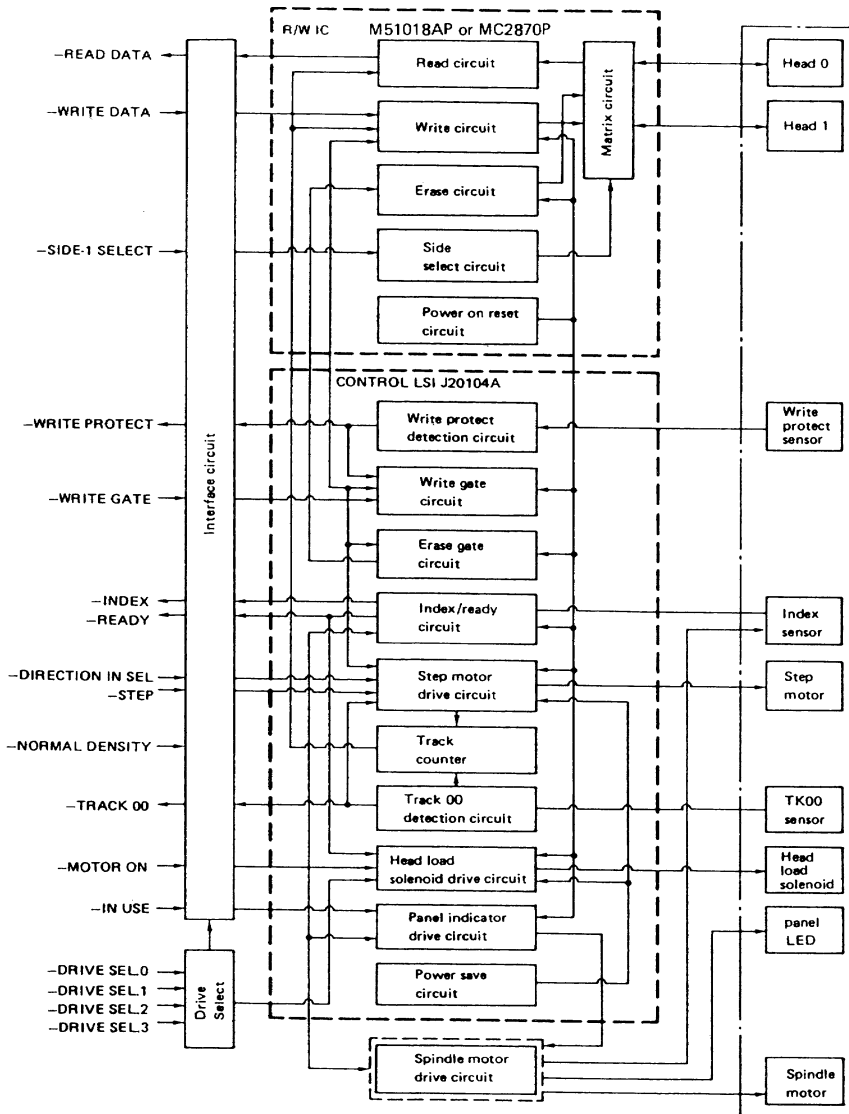 R/W IC M51018AP or MC2870P
—READ DATA
Read circuit
Head 0
—WRITE DATA
Write circuit
Matrix circuit
Head 1
Erase circuit
—SIDE-1 SELECT
Side
select circuit
Power on reset
circuit
Interface circuit
CONTROL LSI J20104A
—WRITE PROTECT
Write protect
detection circuit
Write
protect
sensor
—WRITE GATE
Write gate
circuit
Erase gate
circuit
—INDEX
—READY
Index/ready
circuit
Index
sensor
—DIRECTION IN SEL
—STEP
Step motor
drive circuit
Step
motor
—NORMAL DENSITY
Track
counter
—TRACK 00
Track 00
detection circuit
TK00
sensor
—MOTOR ON
Head load
solenoid drive circuit
Head
load
solenoid
—IN USE
Panel indicator
drive circuit
panel
LED
—DRIVE SEL.0
—DRIVE SEL.1
—DRIVE SEL.2
—DRIVE SEL.3
Drive
Select
Power save
circuit
Spindle motor
drive circuit
Spindle
motor